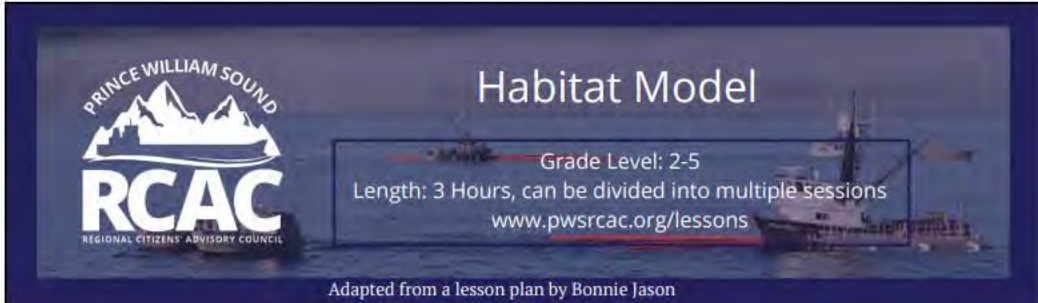 PRINCE WILLIAM SOUND
RCAC
REGIONAL CITIZENS' ADVISORY COUNCIL
Habitat Model
Grade Level: 2-5
Length: 3 Hours, can be divided into multiple sessions
www.pwsrcac.org/lessons
Adapted from a lesson plan by Bonnie Jason